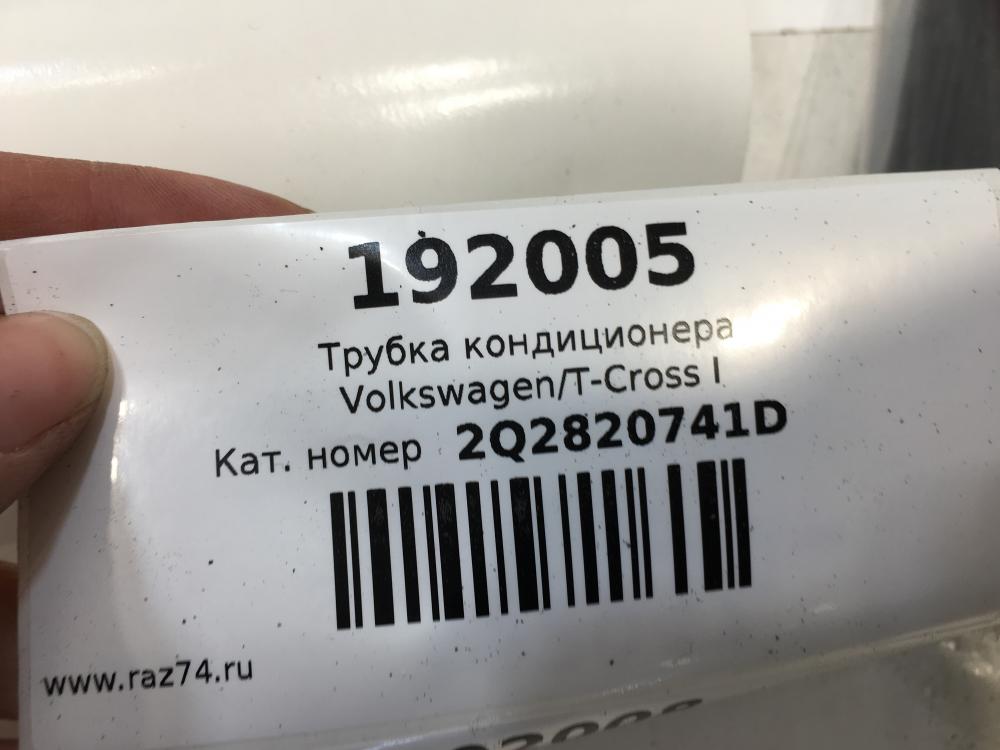 192005
Трубка кондиционера
Volkswagen/T-Cross I
Кат. номер 2Q2820741D
www.raz74.ru